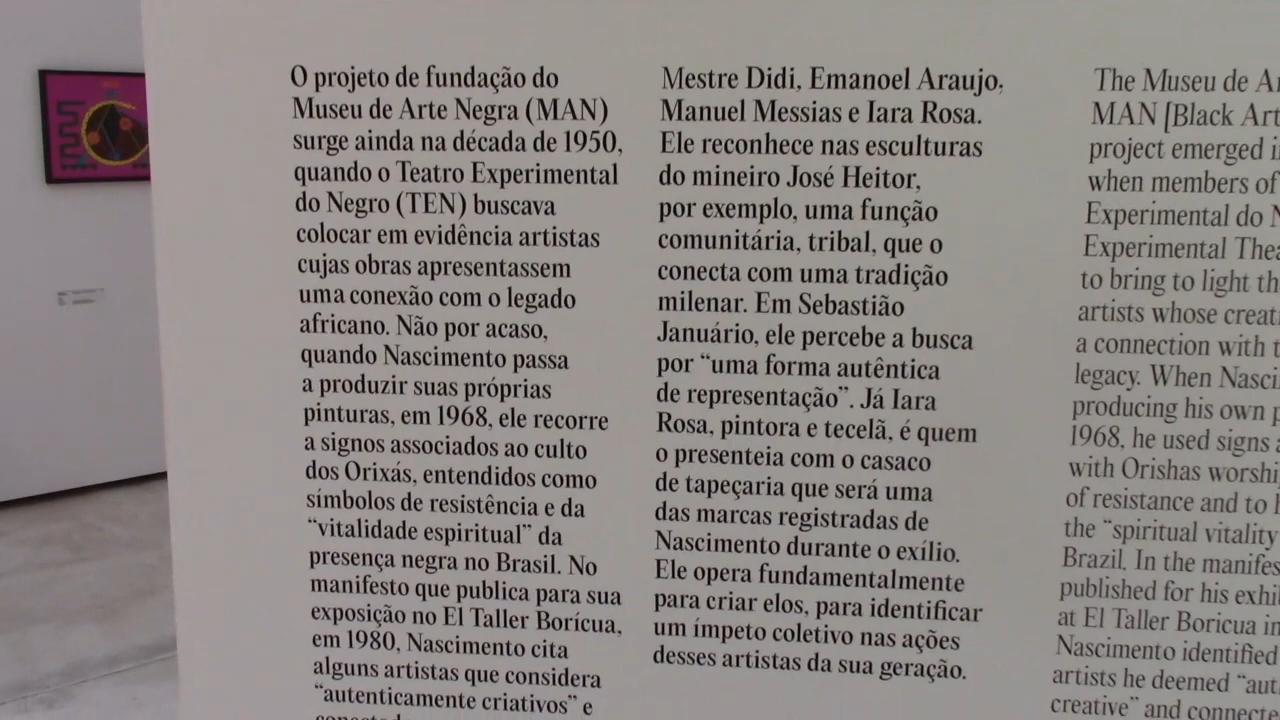 O projeto de fundação do
Museu de Arte Negra (MAN)
surge ainda na década de 1950,
quando o Teatro Experimental
do Negro (TEN) buscava
colocar em evidência artistas
cujas obras apresentassem
uma conexão com o legado
africano. Não por acaso,
quando Nascimento passa
a produzir suas próprias
pinturas, em 1968, ele recorre
a signos associados ao culto
dos Orixás, entendidos como
símbolos de resistência e da
“vitalidade espiritual” da
presença negra no Brasil. No
manifesto que publica para sua
exposição no El Taller Borícua,
em 1980, Nascimento cita
alguns artistas que considera
“autenticamente criativos” e
Mestre Didi, Emanoel Araujo,
Manuel Messias e Iara Rosa.
Ele reconhece nas esculturas
do mineiro José Heitor,
por exemplo, uma função
comunitária, tribal, que o
conecta com uma tradição
milenar. Em Sebastião
Januário, ele percebe a busca
por “uma forma autêntica
de representação”. Já Iara
Rosa, pintora e tecelã, é quem
o presenteia com o casaco
de tapeçaria que será uma
das marcas registradas de
Nascimento durante o exílio.
Ele opera fundamentalmente
para criar elos, para identificar
um ímpeto coletivo nas ações
desses artistas da sua geração.
The Museu de
MAN [Black Art
project emerged
when members of
Experimental do
Experimental
to bring to light
artists whose
a connection with
legacy. When
producing his own
1968, he used signs
with Orishas
of resistance and to
the “spiritual vitality
Brazil. In the
published for his
at El Taller Boricua in
Nascimento identified
artists he deemed
creative” and